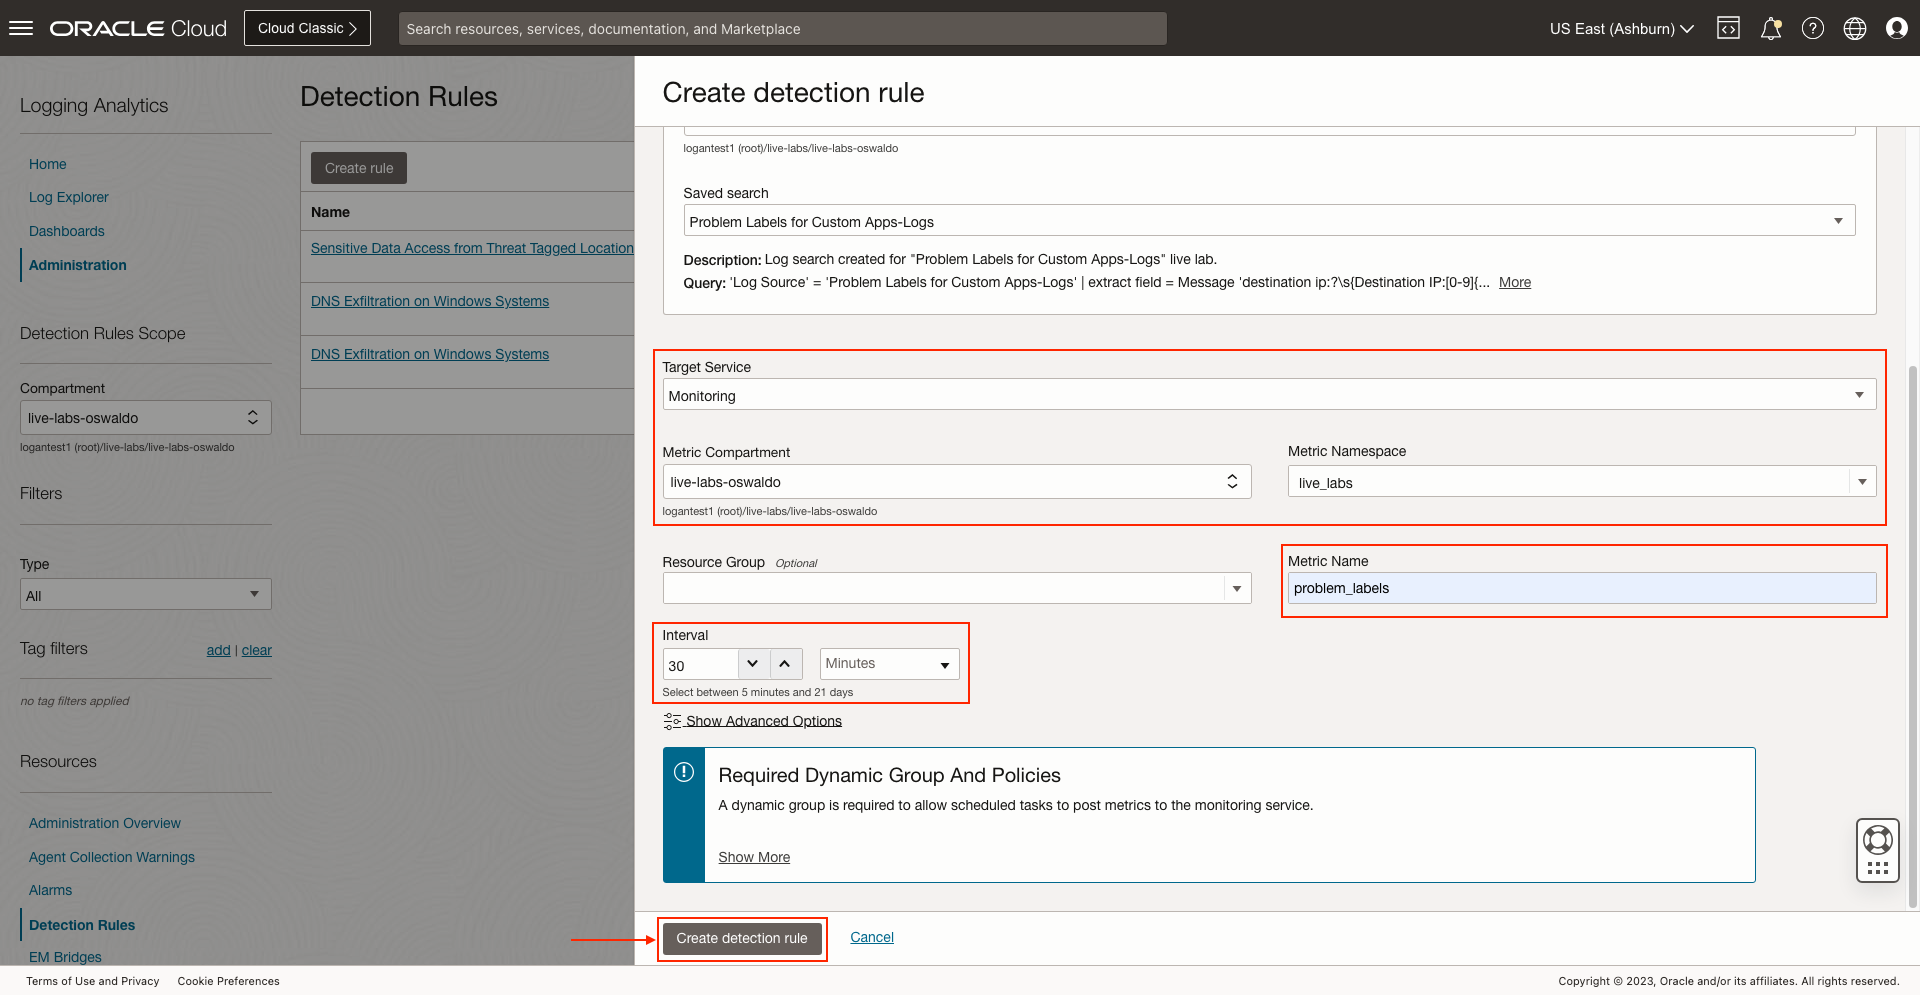 ORACLE Cloud
Cloud Classic
Search resources, services, documentation, and Marketplace
US East (Ashburn)
Logging Analytics
Home
Log Explorer
Dashboards
Administration
Detection Rules Scope
Compartment
live-labs-oswaldo
logantest1 (root)/live-labs/live-labs-oswaldo
Filters
Type
All
Tag filters
add | clear
no tag filters applied
Resources
Administration Overview
Agent Collection Warnings
Alarms
Detection Rules
EM Bridges
Detection Rules
Create rule
Name
Sensitive Data Access from Threat Tagged Location
DNS Exfiltration on Windows Systems
DNS Exfiltration on Windows Systems
Create detection rule
logantest1 (root)/live-labs/live-labs-oswaldo
Saved search
Problem Labels for Custom Apps-Logs
Description: Log search created for "Problem Labels for Custom Apps-Logs" live lab.
Query: 'Log Source' = 'Problem Labels for Custom Apps-Logs' | extract field = Message 'destination ip:?\s{Destination IP:[0-9]{... More
Target Service
Monitoring
Metric Compartment
live-labs-oswaldo
logantest1 (root)/live-labs/live-labs-oswaldo
Metric Namespace
live_labs
Resource Group Optional
Metric Name
problem_labels
Interval
30
Minutes
Select between 5 minutes and 21 days
Show Advanced Options
Required Dynamic Group And Policies
A dynamic group is required to allow scheduled tasks to post metrics to the monitoring service.
Show More
Create detection rule
Cancel
Terms of Use and Privacy
Cookie Preferences
Copyright © 2023, Oracle and/or its affiliates. All rights reserved.